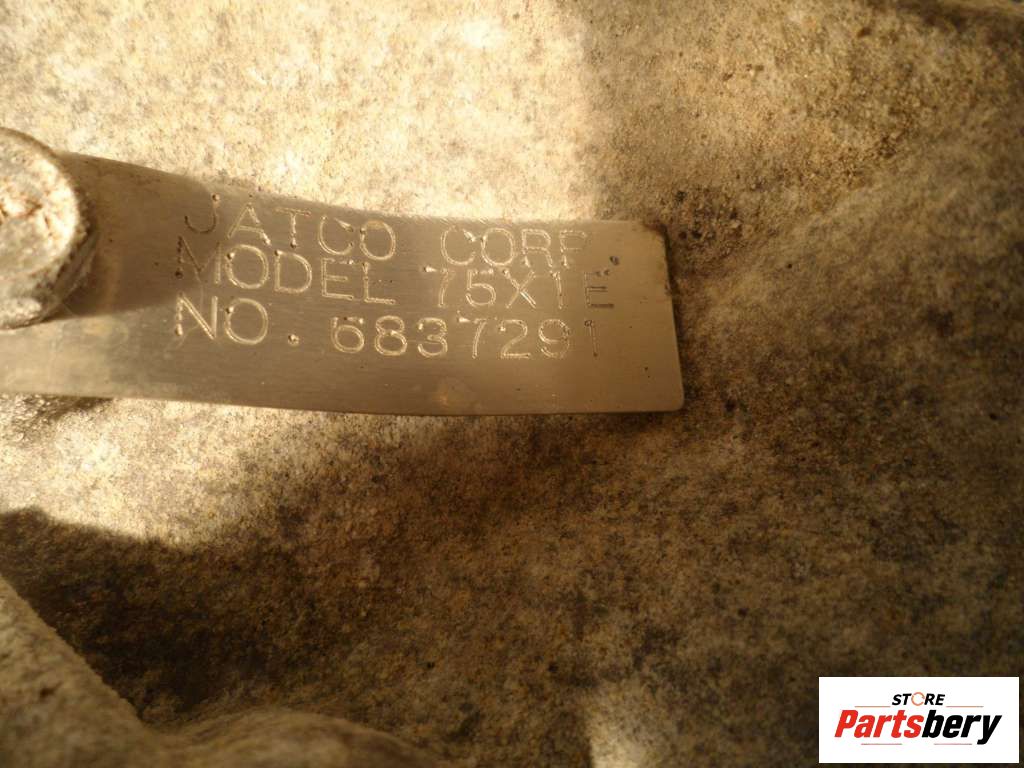 JATCO CORP.
MODEL 75X1E
NO. 6837291
STORE
Partsbery